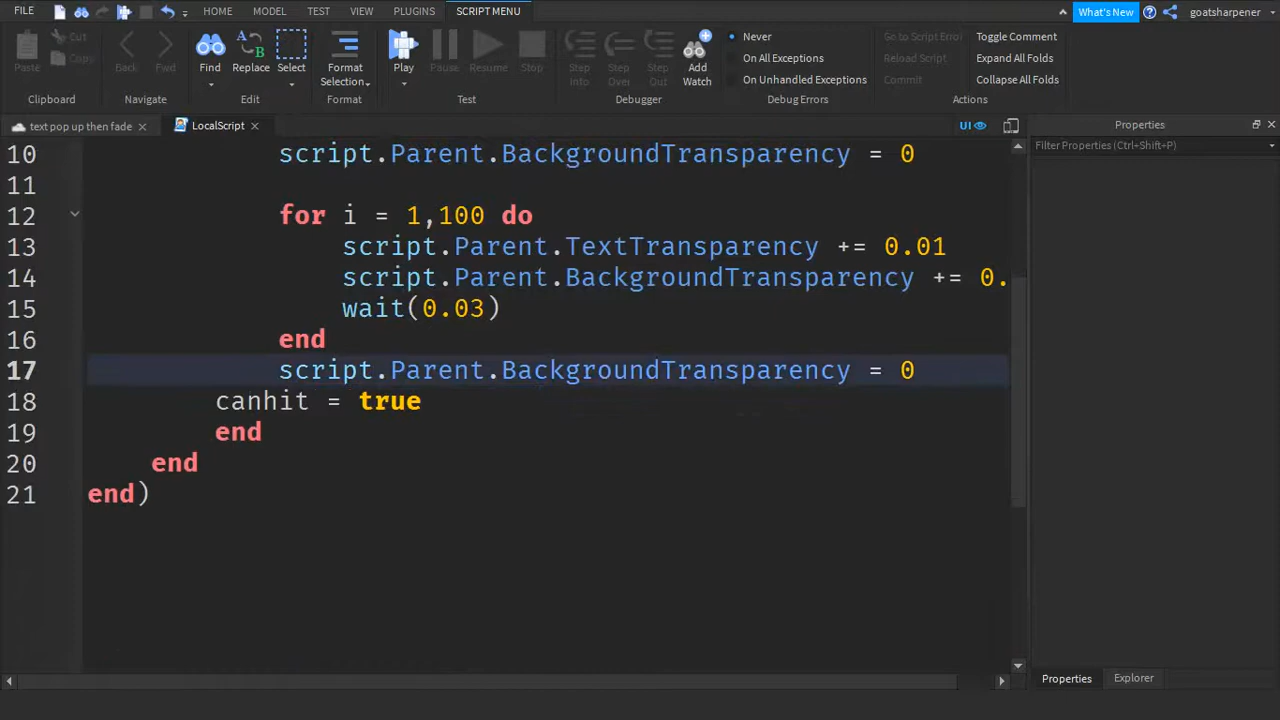 FILE HOME MODEL TEST VIEW PLUGINS SCRIPT MENU What's New goatsharpener
Paste Cut Copy Back Fwd Find Replace Select Format Selection Play Pause Resume Stop Step Into Step Over Step Out Add Watch
Never
On All Exceptions
On Unhandled Exceptions
Go to Script Error
Reload Script
Commit
Toggle Comment
Expand All Folds
Collapse All Folds
Clipboard Navigate Edit Format Test Debugger Debug Errors Actions
text pop up then fade LocalScript UI Properties
Filter Properties (Ctrl+Shift+P)
10 script.Parent.BackgroundTransparency = 0
11
12 for i = 1,100 do
13 script.Parent.TextTransparency += 0.01
14 script.Parent.BackgroundTransparency += 0.
15 wait(0.03)
16 end
17 script.Parent.BackgroundTransparency = 0
18 canhit = true
19 end
20 end
21 end)
Properties Explorer